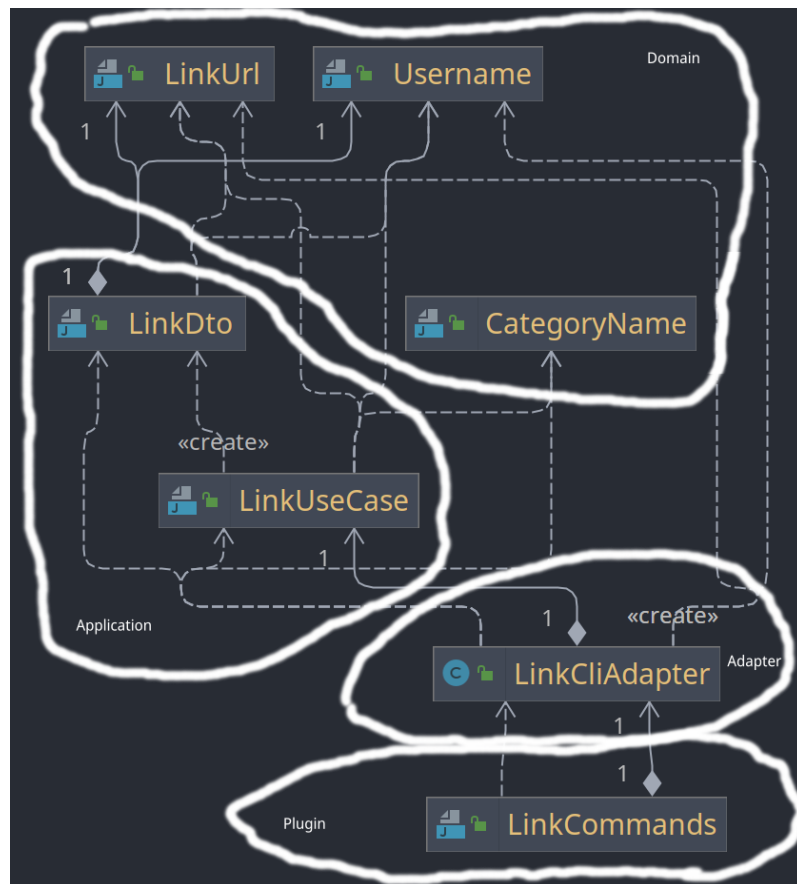 Domain
LinkUrl
Username
1
1
1
LinkDto
CategoryName
«create»
LinkUseCase
1
Application
1
«create»
Adapter
C
LinkCliAdapter
1
1
Plugin
LinkCommands